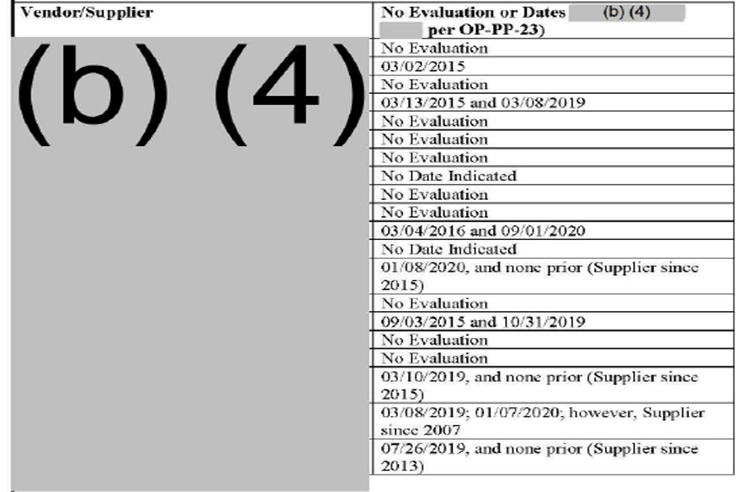 Vendor/Supplier
No Evaluation or Dates (b) (4)
per OP-PP-23)
(b) (4)
No Evaluation
03/02/2015
No Evaluation
03/13/2015 and 03/08/2019
No Evaluation
No Evaluation
No Evaluation
No Date Indicated
No Evaluation
No Evaluation
03/04/2016 and 09/01/2020
No Date Indicated
01/08/2020, and none prior (Supplier since
2015)
No Evaluation
09/03/2015 and 10/31/2019
No Evaluation
No Evaluation
03/10/2019, and none prior (Supplier since
2015)
03/08/2019; 01/07/2020; however, Supplier
since 2007
07/26/2019, and none prior (Supplier since
2013)